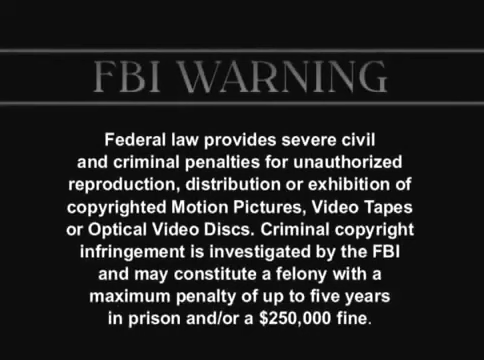 FBI WARNING
Federal law provides severe civil
and criminal penalties for unauthorized
reproduction, distribution or exhibition of
copyrighted Motion Pictures, Video Tapes
or Optical Video Discs. Criminal copyright
infringement is investigated by the FBI
and may constitute a felony with a
maximum penalty of up to five years
in prison and/or a $250,000 fine.